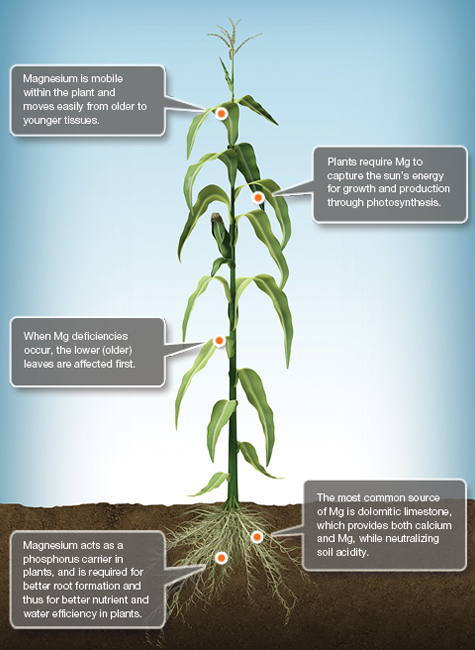 Magnesium is mobile
within the plant and
moves easily from older to
younger tissues.
Plants require Mg to
capture the sun's energy
for growth and production
through photosynthesis.
When Mg deficiencies
occur, the lower (older)
leaves are affected first.
The most common source
of Mg is dolomitic limestone,
which provides both calcium
and Mg, while neutralizing
soil acidity.
Magnesium acts as a
phosphorus carrier in
plants, and is required for
better root formation and
thus for better nutrient and
water efficiency in plants.